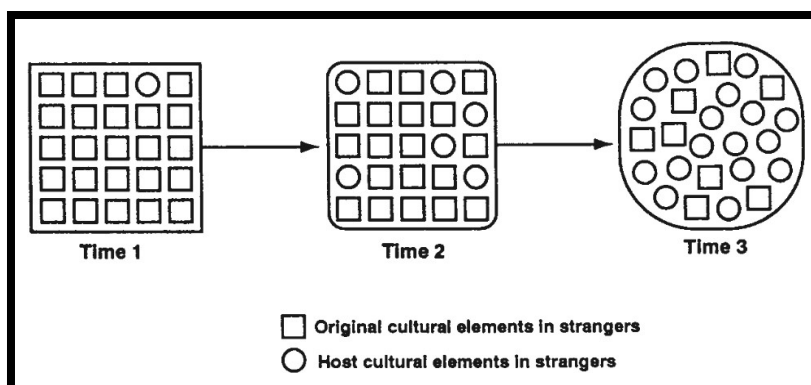 Time 1
Time 2
Time 3
Original cultural elements in strangers
Host cultural elements in strangers